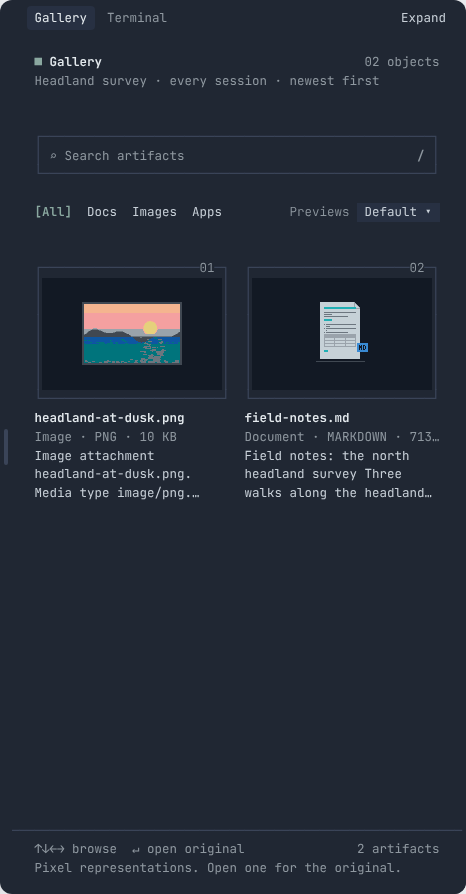 Gallery Terminal Expand
Gallery 02 objects
Headland survey · every session · newest first
Search artifacts /
[All] Docs Images Apps Previews Default ▾
01 02
MD
headland-at-dusk.png field-notes.md
Image · PNG · 10 KB Document · MARKDOWN · 713…
Image attachment Field notes: the north
headland-at-dusk.png. headland survey Three
Media type image/png.… walks along the headland…
↑↓←→ browse ↵ open original 2 artifacts
Pixel representations. Open one for the original.